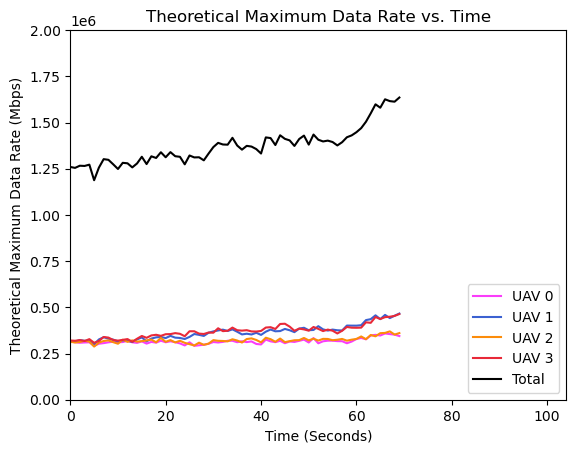 Theoretical Maximum Data Rate vs. Time
1e6
2.00
1.75
1.50
1.25
1.00
0.75
0.50
0.25
0.00
Theoretical Maximum Data Rate (Mbps)
UAV 0
UAV 1
UAV 2
UAV 3
Total
0 20 40 60 80 100
Time (Seconds)